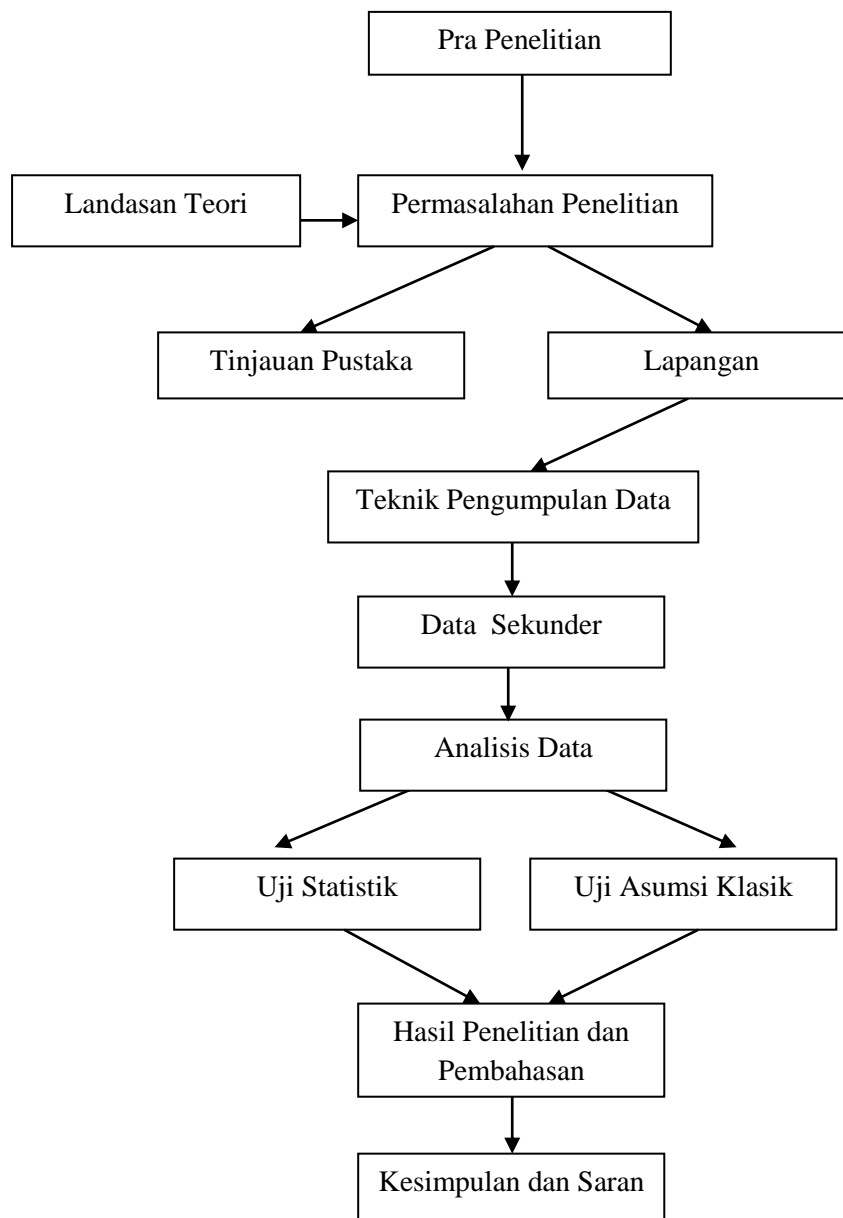 Pra Penelitian
Landasan Teori
Permasalahan Penelitian
Tinjauan Pustaka
Lapangan
Teknik Pengumpulan Data
Data Sekunder
Analisis Data
Uji Statistik
Uji Asumsi Klasik
Hasil Penelitian dan
Pembahasan
Kesimpulan dan Saran